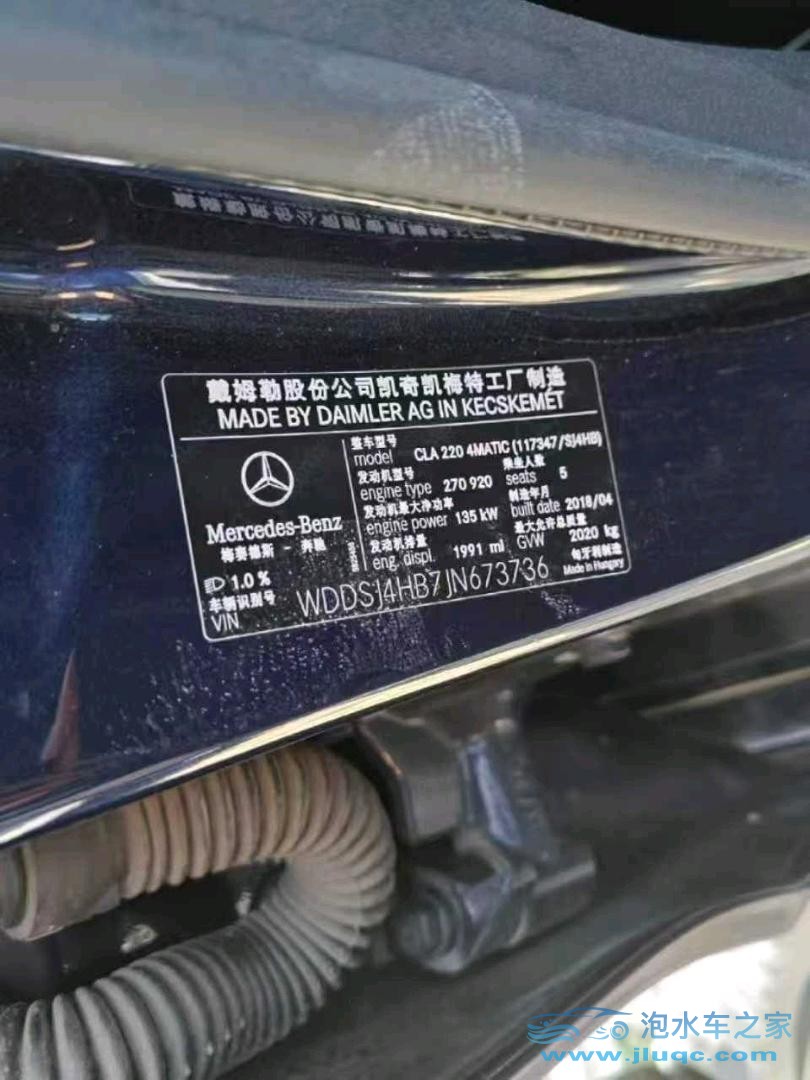 戴姆勒股份公司凯奇凯梅特工厂制造
MADE BY DAIMLER AG IN KECSKEMÉT
整车型号
model CLA 220 4MATIC (117347/SJ4HB)
发动机型号 乘坐人数
engine type 270 920 seats 5
发动机最大净功率 制造年月
engine power 135 kW built date 2018/04
发动机排量 最大允许总质量
eng. displ. 1991 ml GVW 2020 kg
Mercedes-Benz
梅赛德斯 - 奔驰
1.0 %
匈牙利制造
Made in Hungary
车辆识别号
VIN WDDSJ4HB7JN673736
泡水车之家
www.jluqc.com